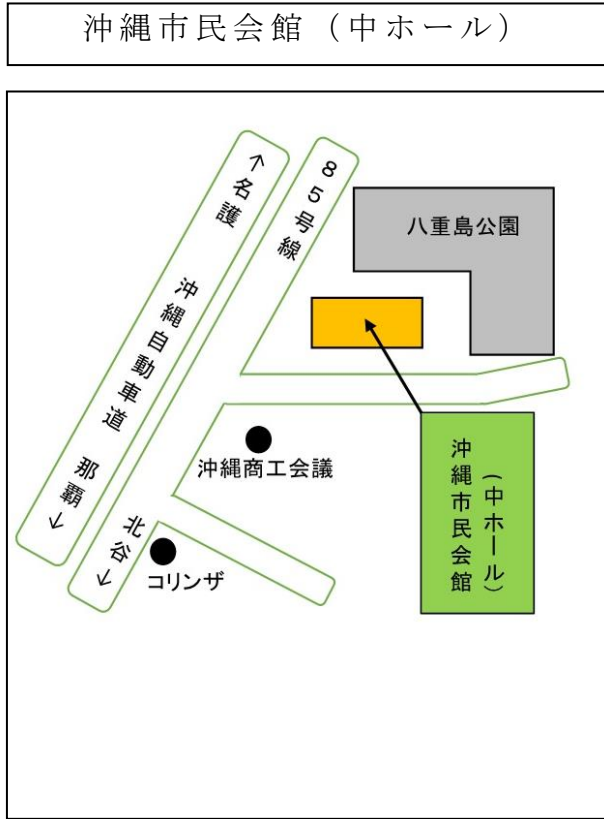 沖縄市民会館（中ホール）
↑名護　沖縄自動車道　那覇↓
８５号線
北谷↓
八重島公園
沖縄商工会議
コリンザ
沖縄市民会館
（中ホール）